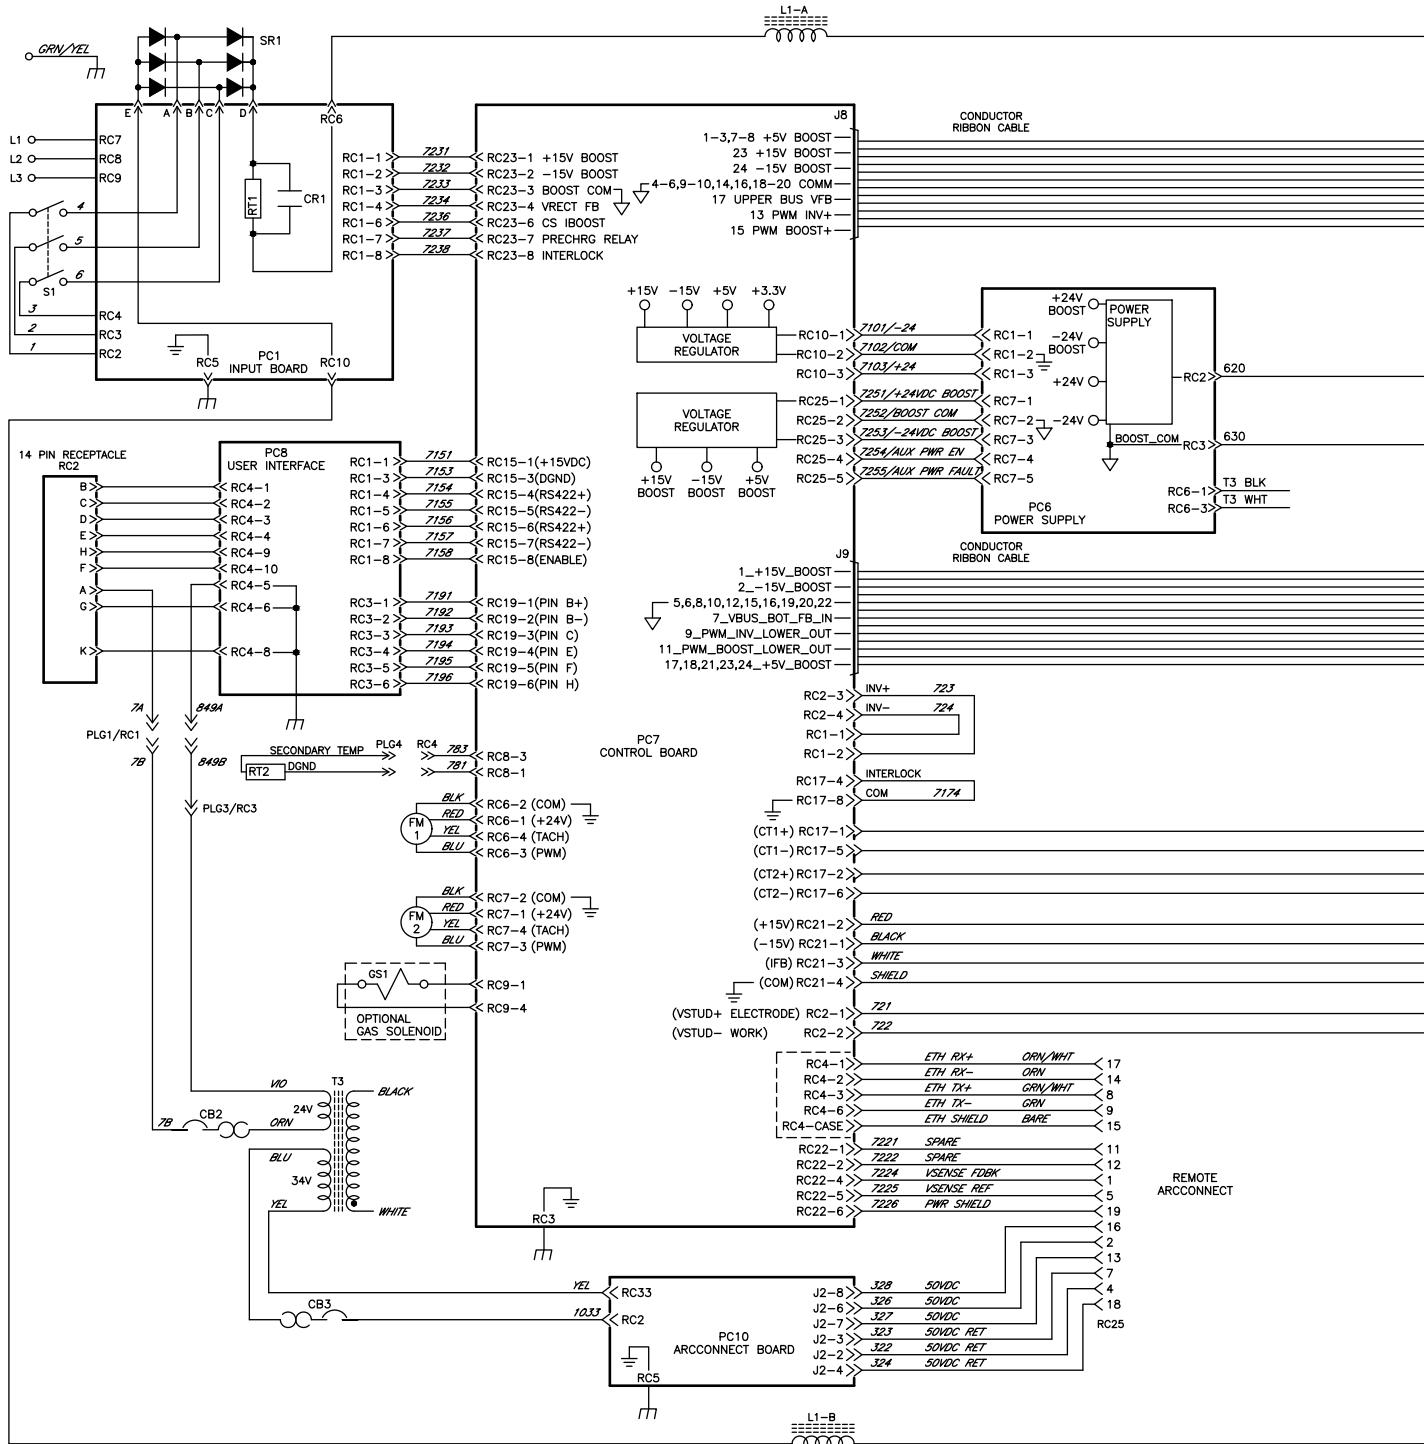 L1-A
GRN/YEL
SR1
E
A
B
C
D
RC6
L1
RC7
L2
RC8
L3
RC9
4
5
6
S1
3
RC4
2
RC3
1
RC2
RT1
CR1
RC5
RC10
PC1
INPUT BOARD
RC1-1
7231
RC23-1 +15V BOOST
RC1-2
7232
RC23-2 -15V BOOST
RC1-3
7233
RC23-3 BOOST COM
RC1-4
7234
RC23-4 VRECT FB
RC1-6
7236
RC23-6 CS IBOOST
RC1-7
7237
RC23-7 PRECHRG RELAY
RC1-8
7238
RC23-8 INTERLOCK
J8
CONDUCTOR
RIBBON CABLE
1-3,7-8 +5V BOOST
23 +15V BOOST
24 -15V BOOST
4-6,9-10,14,16,18-20 COMM
17 UPPER BUS VFB
13 PWM INV+
15 PWM BOOST+
+15V
-15V
+5V
+3.3V
VOLTAGE
REGULATOR
RC10-1
7101/-24
RC1-1
RC10-2
7102/COM
RC1-2
RC10-3
7103/+24
RC1-3
VOLTAGE
REGULATOR
RC25-1
7251/+24VDC BOOST
RC7-1
RC25-2
7252/BOOST COM
RC7-2
RC25-3
7253/-24VDC BOOST
RC7-3
RC25-4
7254/AUX PWR EN
RC7-4
RC25-5
7255/AUX PWR FAULT
RC7-5
+15V
BOOST
-15V
BOOST
+5V
BOOST
+24V
BOOST
-24V
BOOST
+24V
-24V
POWER
SUPPLY
RC2
620
BOOST_COM
RC3
630
RC6-1
T3 BLK
RC6-3
T3 WHT
PC6
POWER SUPPLY
14 PIN RECEPTACLE
RC2
PC8
USER INTERFACE
B
RC4-1
C
RC4-2
D
RC4-3
E
RC4-4
H
RC4-9
F
RC4-10
A
RC4-5
G
RC4-6
K
RC4-8
RC1-1
7151
RC15-1(+15VDC)
RC1-3
7153
RC15-3(DGND)
RC1-4
7154
RC15-4(RS422+)
RC1-5
7155
RC15-5(RS422-)
RC1-6
7156
RC15-6(RS422+)
RC1-7
7157
RC15-7(RS422-)
RC1-8
7158
RC15-8(ENABLE)
RC3-1
7191
RC19-1(PIN B+)
RC3-2
7192
RC19-2(PIN B-)
RC3-3
7193
RC19-3(PIN C)
RC3-4
7194
RC19-4(PIN E)
RC3-5
7195
RC19-5(PIN F)
RC3-6
7196
RC19-6(PIN H)
J9
CONDUCTOR
RIBBON CABLE
1_+15V_BOOST
2_-15V_BOOST
5,6,8,10,12,15,16,19,20,22
7_VBUS_BOT_FB_IN
9_PWM_INV_LOWER_OUT
11_PWM_BOOST_LOWER_OUT
17,18,21,23,24_+5V_BOOST
7A
849A
PLG1/RC1
7B
849B
PLG3/RC3
SECONDARY TEMP
PLG4
RC4
783
RC8-3
RT2
DGND
781
RC8-1
PC7
CONTROL BOARD
RC2-3
INV+
723
RC2-4
INV-
724
RC1-1
RC1-2
RC17-4
INTERLOCK
RC17-8
COM
7174
BLK
RC6-2 (COM)
RED
RC6-1 (+24V)
FM
1
YEL
RC6-4 (TACH)
BLU
RC6-3 (PWM)
(CT1+) RC17-1
(CT1-) RC17-5
(CT2+) RC17-2
(CT2-) RC17-6
BLK
RC7-2 (COM)
RED
RC7-1 (+24V)
FM
2
YEL
RC7-4 (TACH)
BLU
RC7-3 (PWM)
(+15V) RC21-2
RED
(-15V) RC21-1
BLACK
(IFB) RC21-3
WHITE
(COM) RC21-4
SHIELD
GS1
RC9-1
RC9-4
OPTIONAL
GAS SOLENOID
(VSTUD+ ELECTRODE) RC2-1
721
(VSTUD- WORK) RC2-2
722
RC4-1
ETH RX+
ORN/WHT
17
RC4-2
ETH RX-
ORN
14
RC4-3
ETH TX+
GRN/WHT
8
RC4-6
ETH TX-
GRN
9
RC4-CASE
ETH SHIELD
BARE
15
RC22-1
7221
SPARE
11
RC22-2
7222
SPARE
12
RC22-4
7224
VSENSE FDBK
1
RC22-5
7225
VSENSE REF
5
RC22-6
7226
PWR SHIELD
19
16
2
13
7
4
18
RC25
REMOTE
ARCCONNECT
VIO
T3
BLACK
24V
7B
CB2
ORN
BLU
34V
YEL
WHITE
RC3
YEL
RC33
CB3
1033
RC2
PC10
ARCCONNECT BOARD
RC5
J2-8
328
50VDC
J2-6
326
50VDC
J2-7
327
50VDC
J2-3
323
50VDC RET
J2-2
322
50VDC RET
J2-4
324
50VDC RET
L1-B